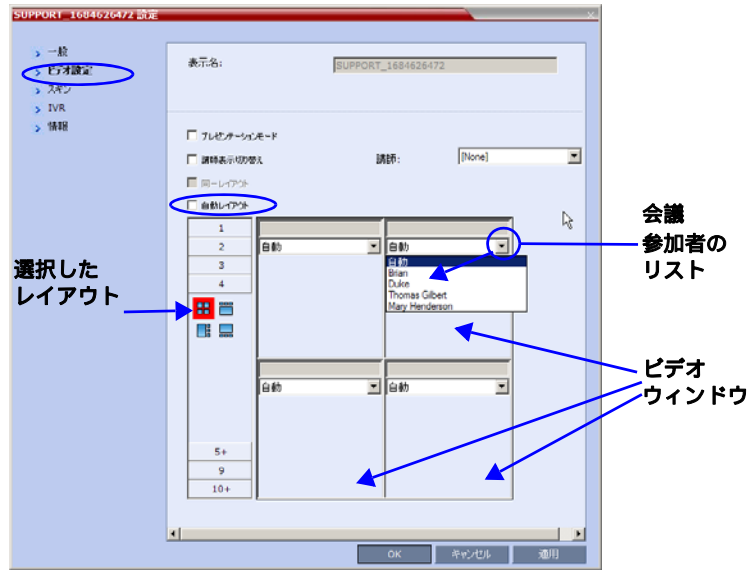 SUPPORT_1684626472 設定
一般
ビデオ設定
スキン
IVR
情報
表示名:
SUPPORT_1684626472
プレゼンテーションモード
講師表示切り替え
講師:
[None]
同一レイアウト
自動レイアウト
1
2
3
4
5+
9
10+
自動
自動
自動
Brian
Duke
Thomas Gilbert
Mary Henderson
自動
自動
OK
キャンセル
適用
選択した
レイアウト
会議
参加者の
リスト
ビデオ
ウィンドウ